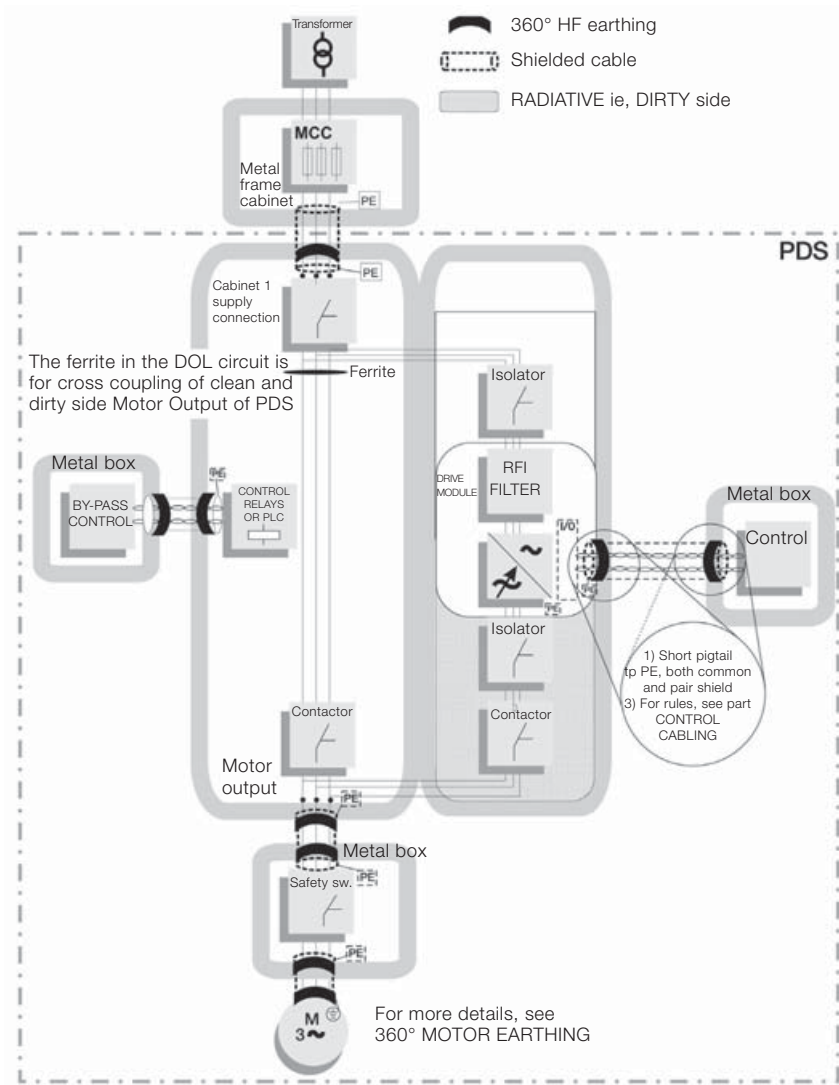 Transformer
360° HF earthing
Shielded cable
RADIATIVE ie, DIRTY side
MCC
Metal
frame
cabinet
PE
PDS
PE
Cabinet 1
supply
connection
The ferrite in the DOL circuit is
for cross coupling of clean and
dirty side Motor Output of PDS
Ferrite
Isolator
Metal box
BY-PASS
CONTROL
PE
CONTROL
RELAYS
OR PLC
DRIVE
MODULE
RFI
FILTER
I/O
PE
PE
Metal box
Control
Isolator
1) Short pigtail
tp PE, both common
and pair shield
3) For rules, see part
CONTROL
CABLING
Contactor
Contactor
Motor
output
PE
Metal box
Safety sw.
PE
PE
M
3~
For more details, see
360° MOTOR EARTHING